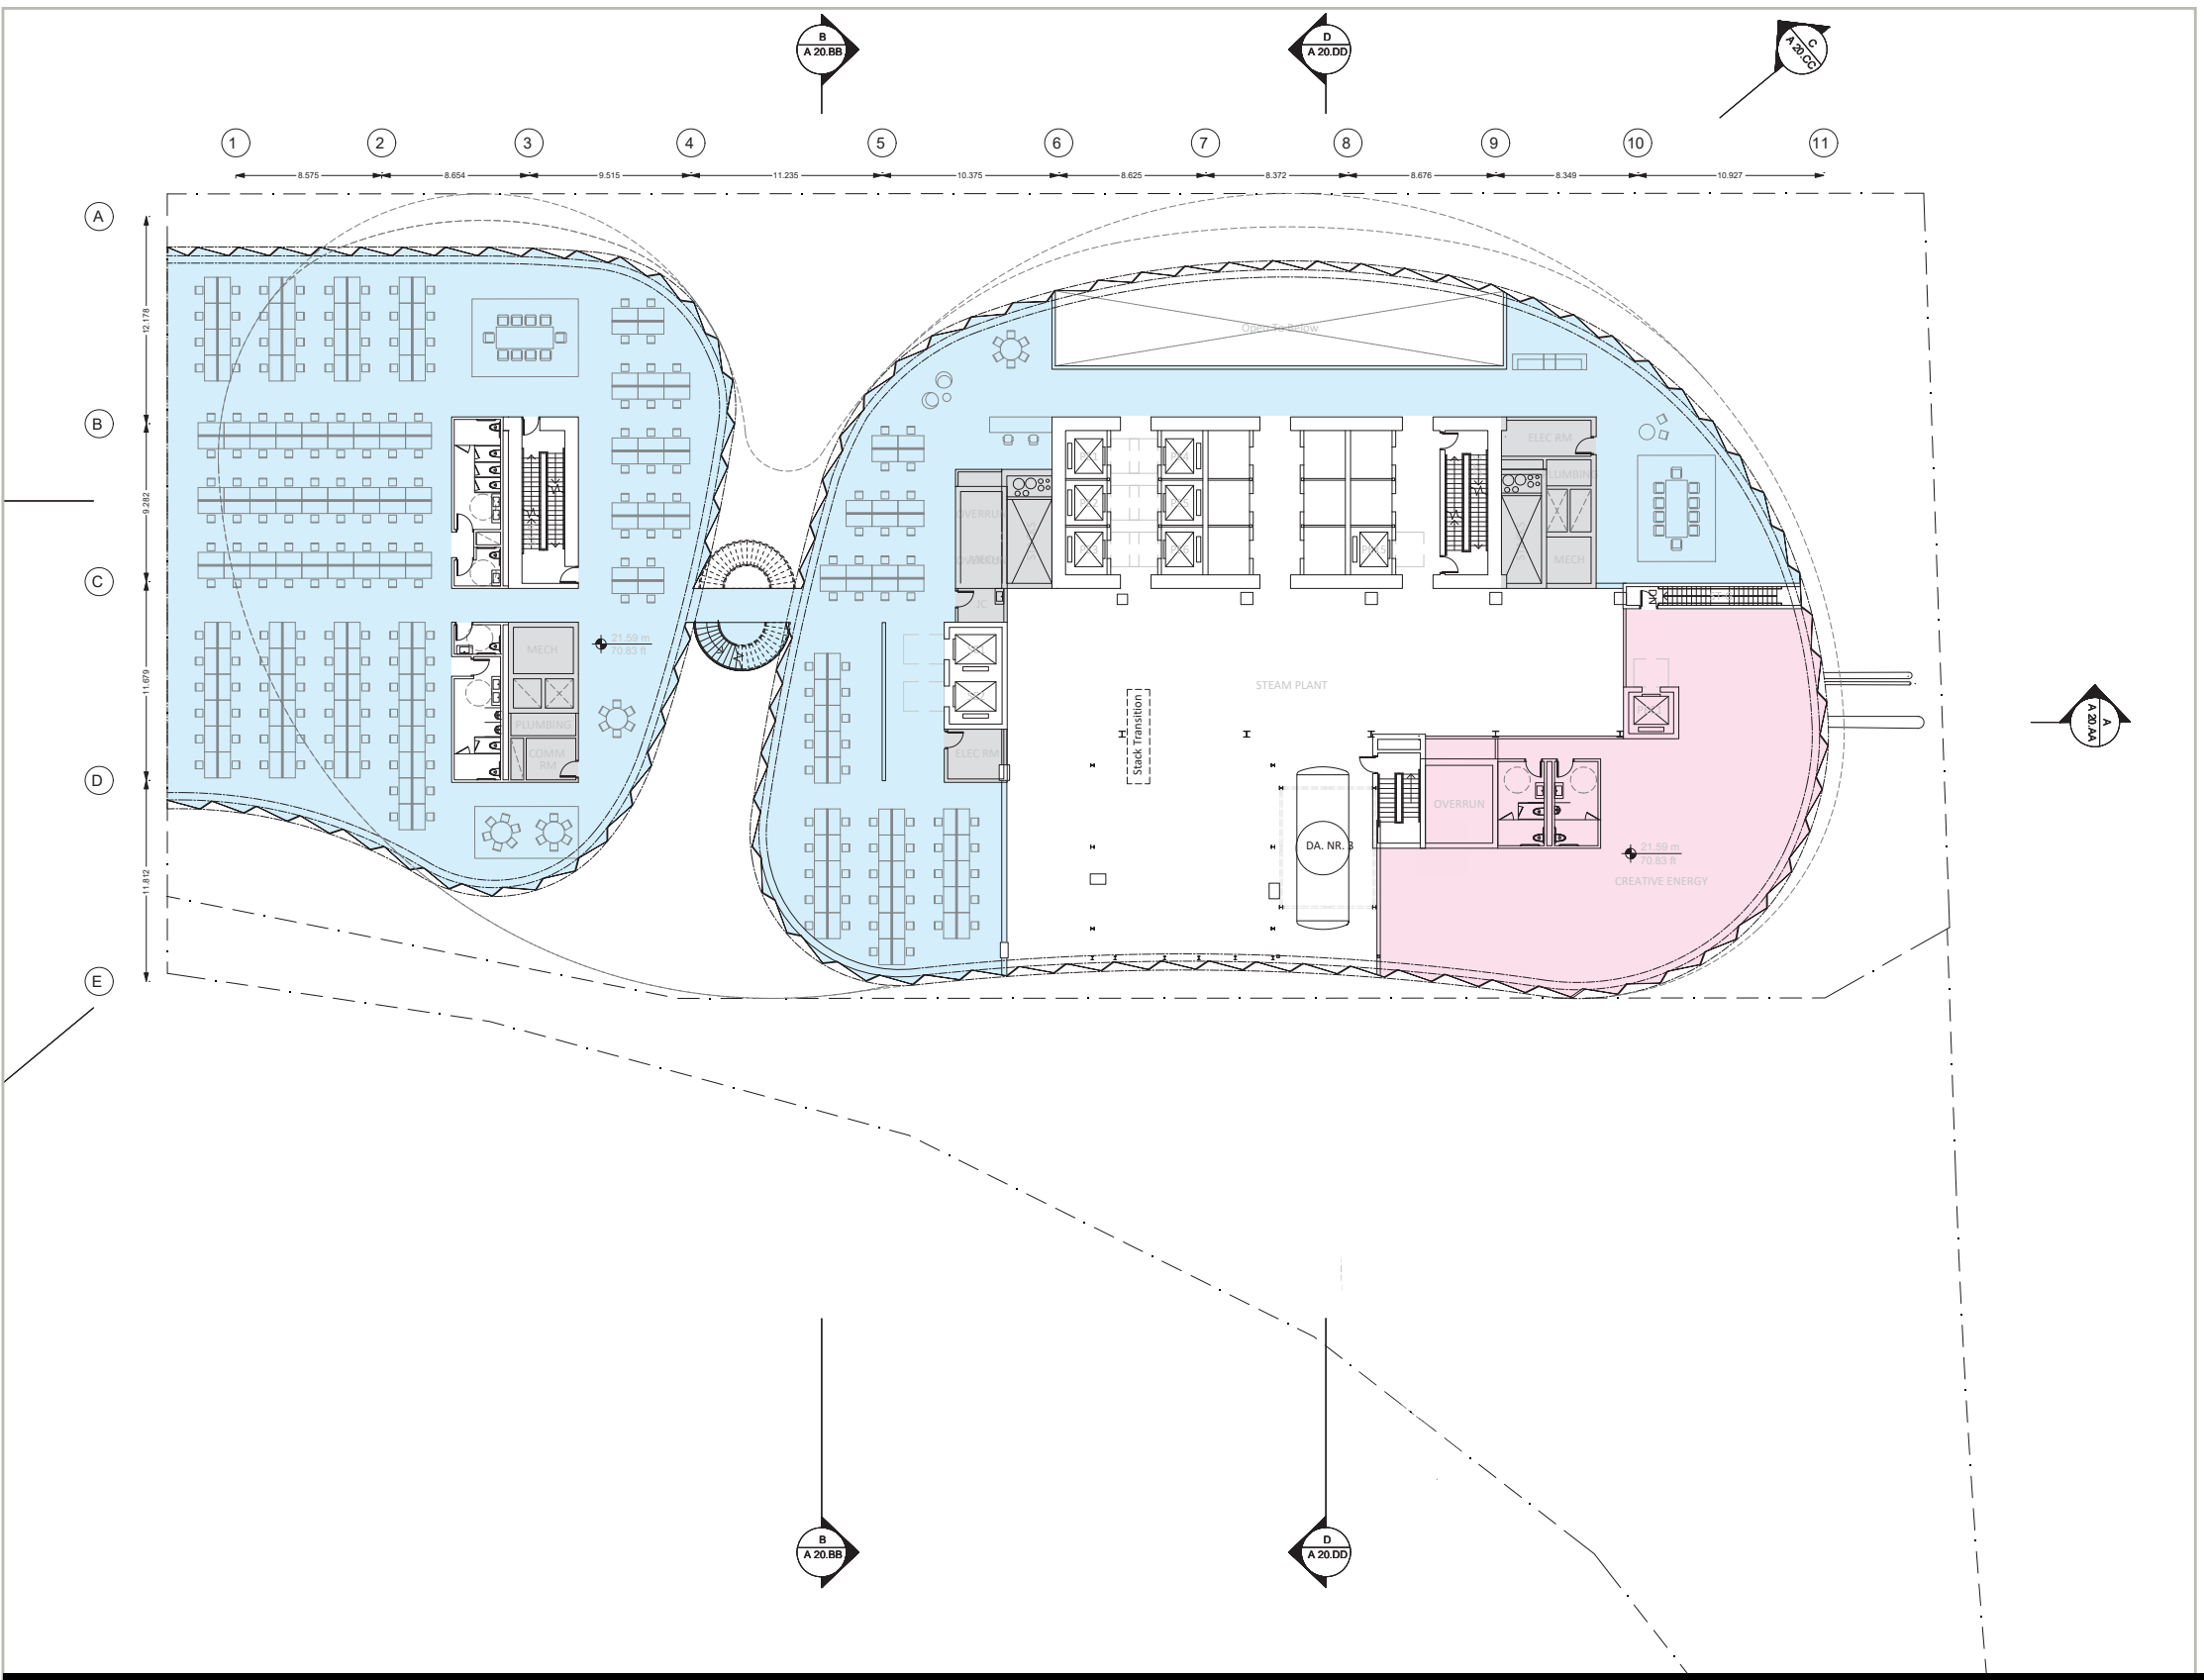 B
A 20.BB
D
A 20.DD
C
A 20.CC
1
2
3
4
5
6
7
8
9
10
11
8.575
8.654
9.515
11.235
10.375
8.625
8.372
8.676
8.349
10.927
A
B
C
D
E
12.178
9.282
11.679
11.812
Open To Below
ELEC RM
PLUMBING
OVERRUN
MECH
JC
DN
MECH
21.59 m
70.83 ft
STEAM PLANT
PLUMBING
COMM
RM
ELEC RM
Stack Transition
OVERRUN
DA. NR. 3
21.59 m
70.83 ft
CREATIVE ENERGY
A
A 20.AA
B
A 20.BB
D
A 20.DD